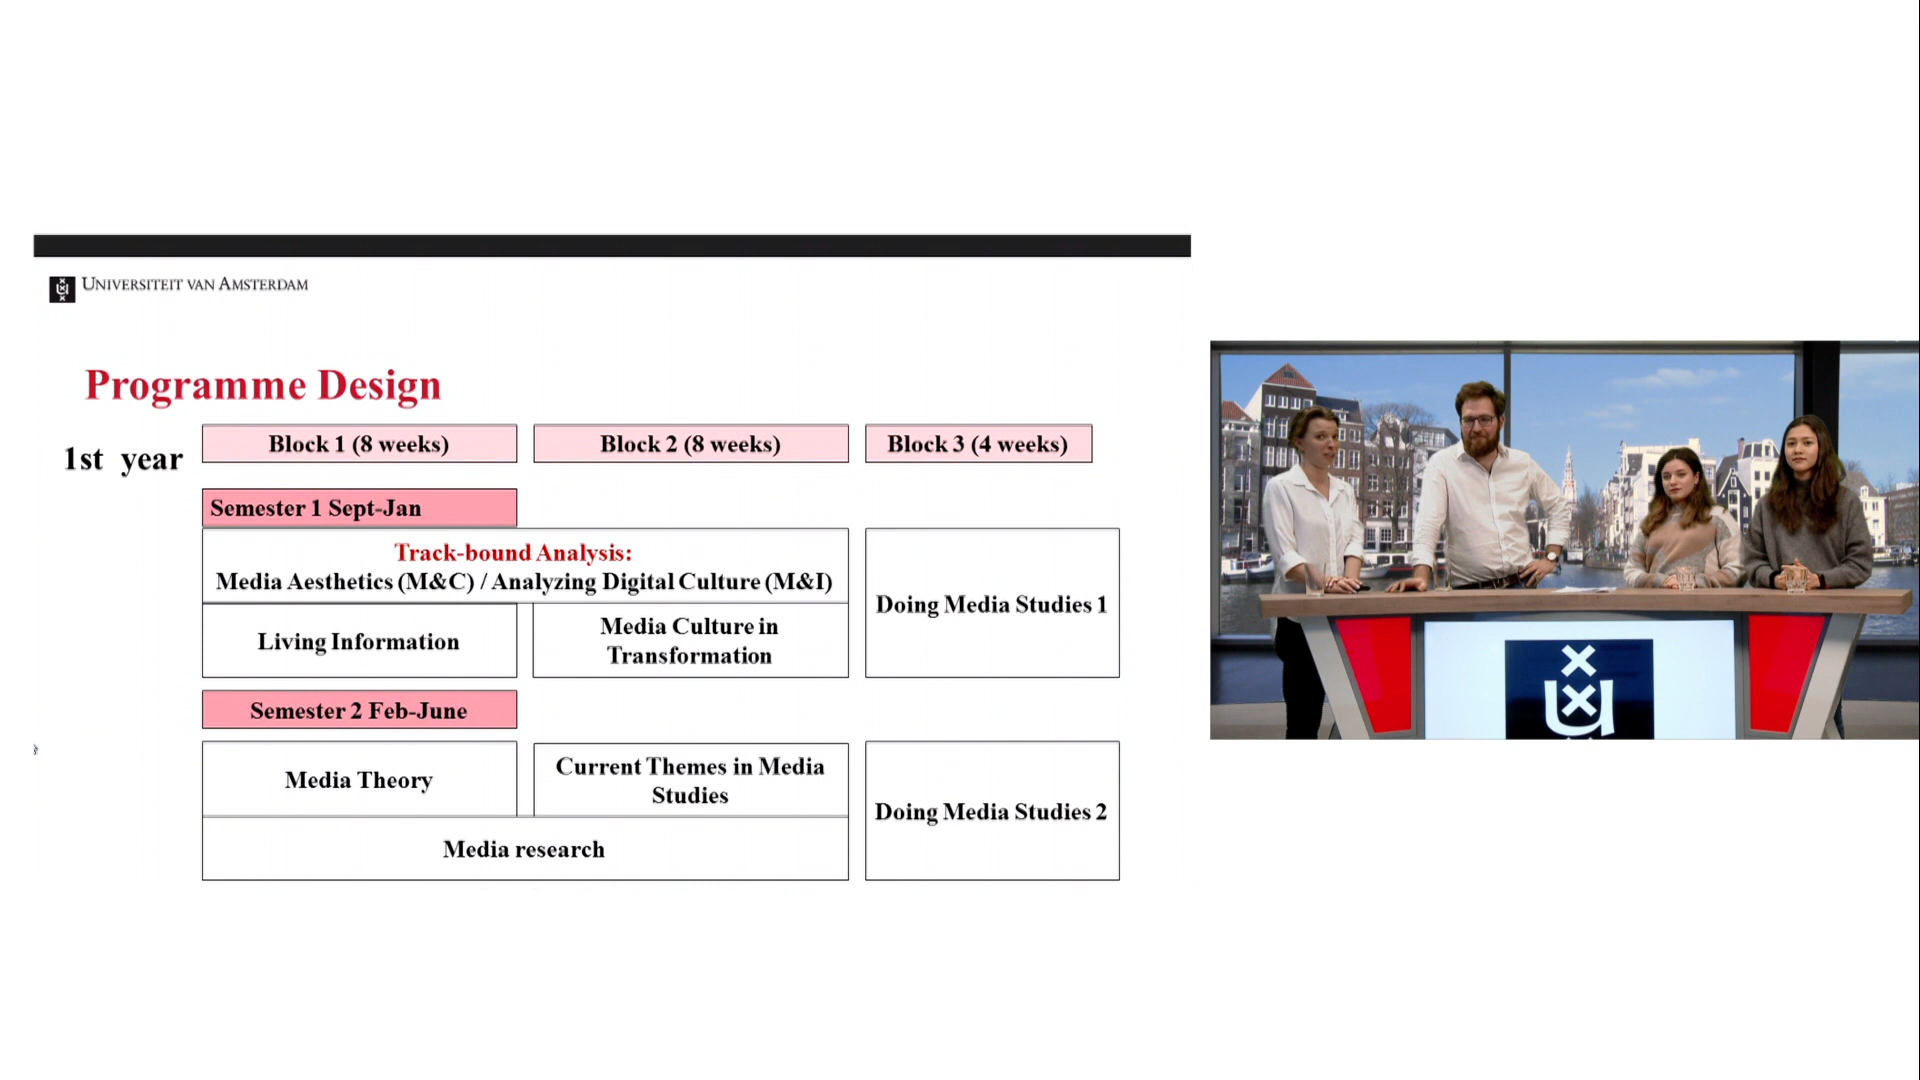 UNIVERSITEIT VAN AMSTERDAM
Programme Design
1st year
Block 1 (8 weeks)
Block 2 (8 weeks)
Block 3 (4 weeks)
Semester 1 Sept-Jan
Track-bound Analysis:
Media Aesthetics (M&C) / Analyzing Digital Culture (M&I)
Doing Media Studies 1
Living Information
Media Culture in
Transformation
Semester 2 Feb-June
Media Theory
Current Themes in Media
Studies
Doing Media Studies 2
Media research